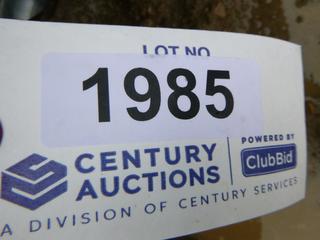 LOT NO
1985
CENTURY
AUCTIONS
POWERED BY
ClubBid
A DIVISION OF CENTURY SERVICES